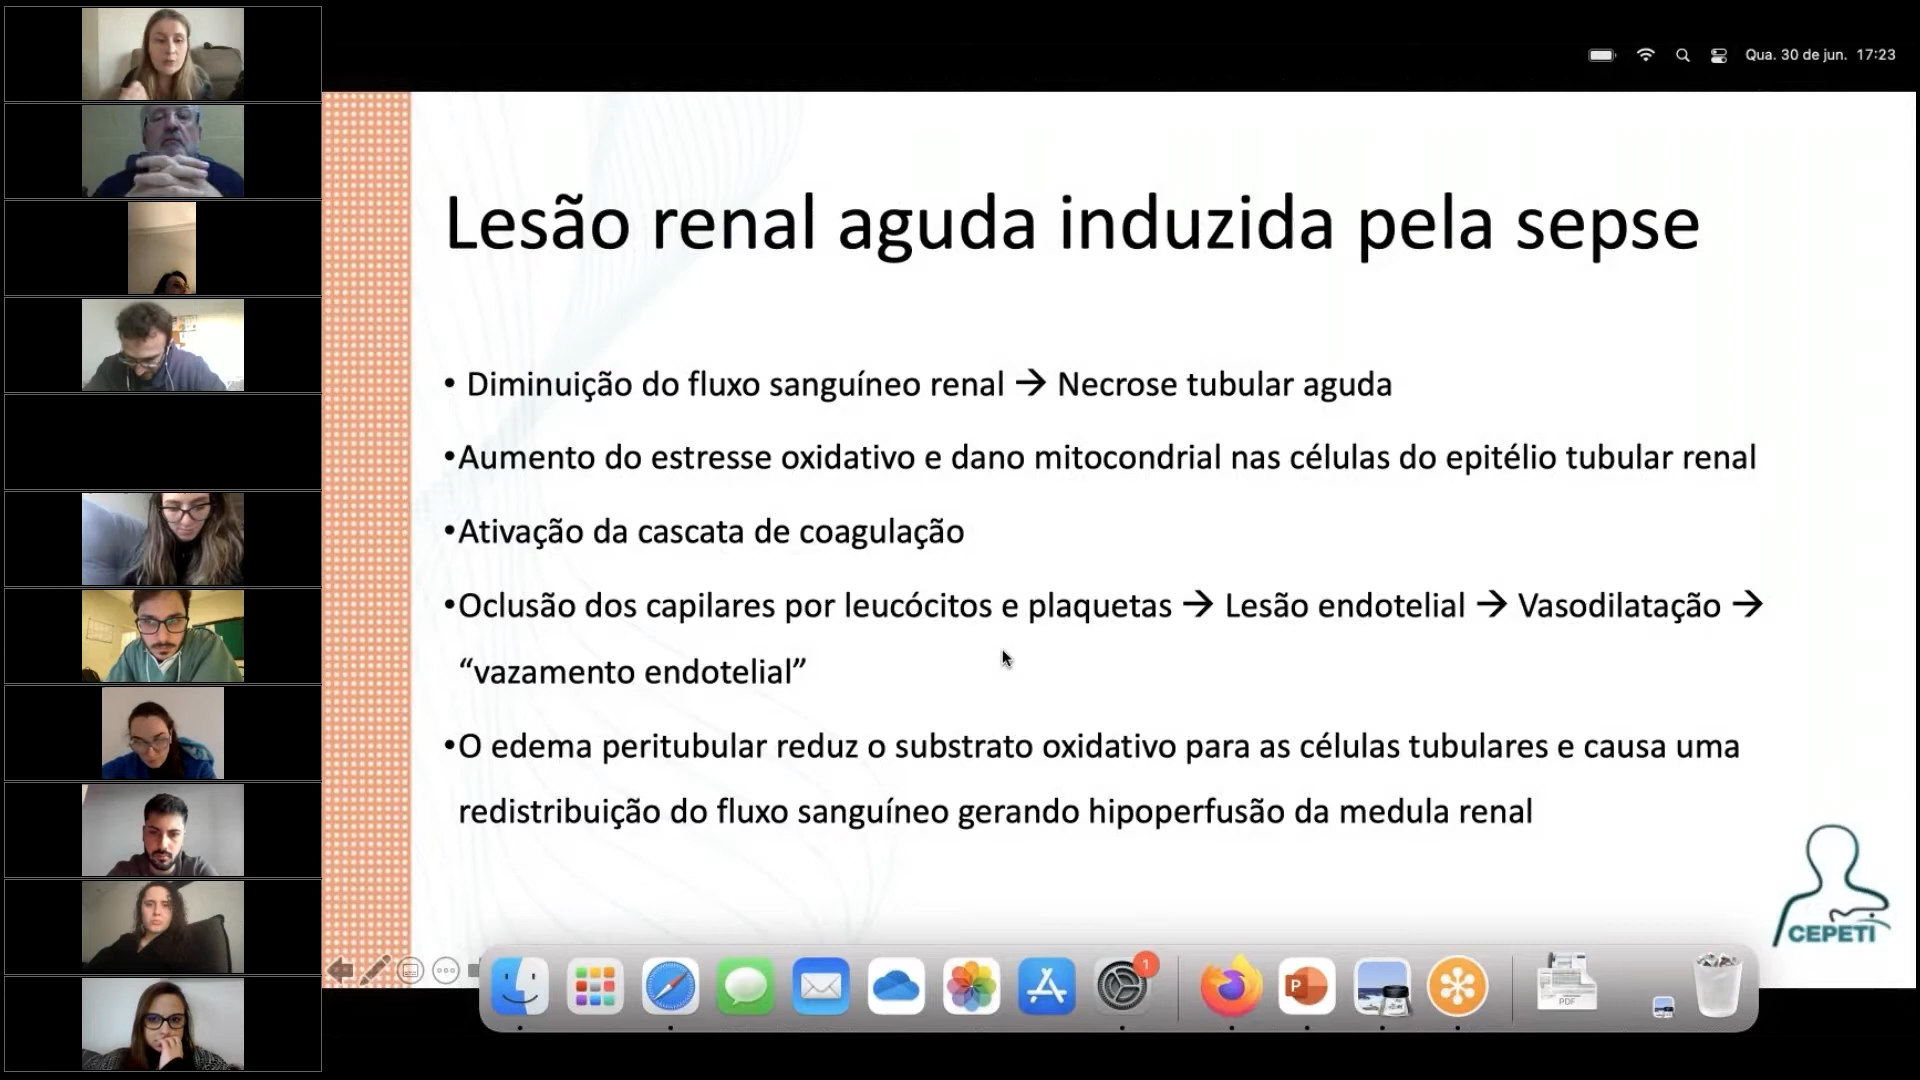 Qua. 30 de jun. 17:23
Lesão renal aguda induzida pela sepse
• Diminuição do fluxo sanguíneo renal → Necrose tubular aguda
•Aumento do estresse oxidativo e dano mitocondrial nas células do epitélio tubular renal
•Ativação da cascata de coagulação
•Oclusão dos capilares por leucócitos e plaquetas → Lesão endotelial → Vasodilatação →
“vazamento endotelial”
•O edema peritubular reduz o substrato oxidativo para as células tubulares e causa uma
redistribuição do fluxo sanguíneo gerando hipoperfusão da medula renal
CEPETI
1
P
PDF